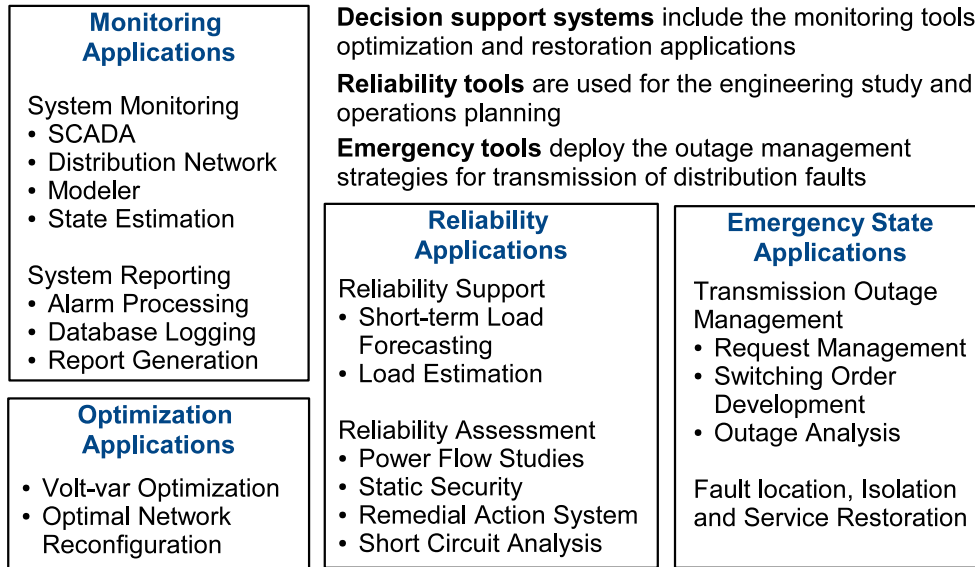 Monitoring
Applications
System Monitoring
• SCADA
• Distribution Network
• Modeler
• State Estimation
System Reporting
• Alarm Processing
• Database Logging
• Report Generation
Optimization
Applications
• Volt-var Optimization
• Optimal Network
Reconfiguration
Decision support systems include the monitoring tools
optimization and restoration applications
Reliability tools are used for the engineering study and
operations planning
Emergency tools deploy the outage management
strategies for transmission of distribution faults
Reliability
Applications
Reliability Support
• Short-term Load
Forecasting
• Load Estimation
Reliability Assessment
• Power Flow Studies
• Static Security
• Remedial Action System
• Short Circuit Analysis
Emergency State
Applications
Transmission Outage
Management
• Request Management
• Switching Order
Development
• Outage Analysis
Fault location, Isolation
and Service Restoration